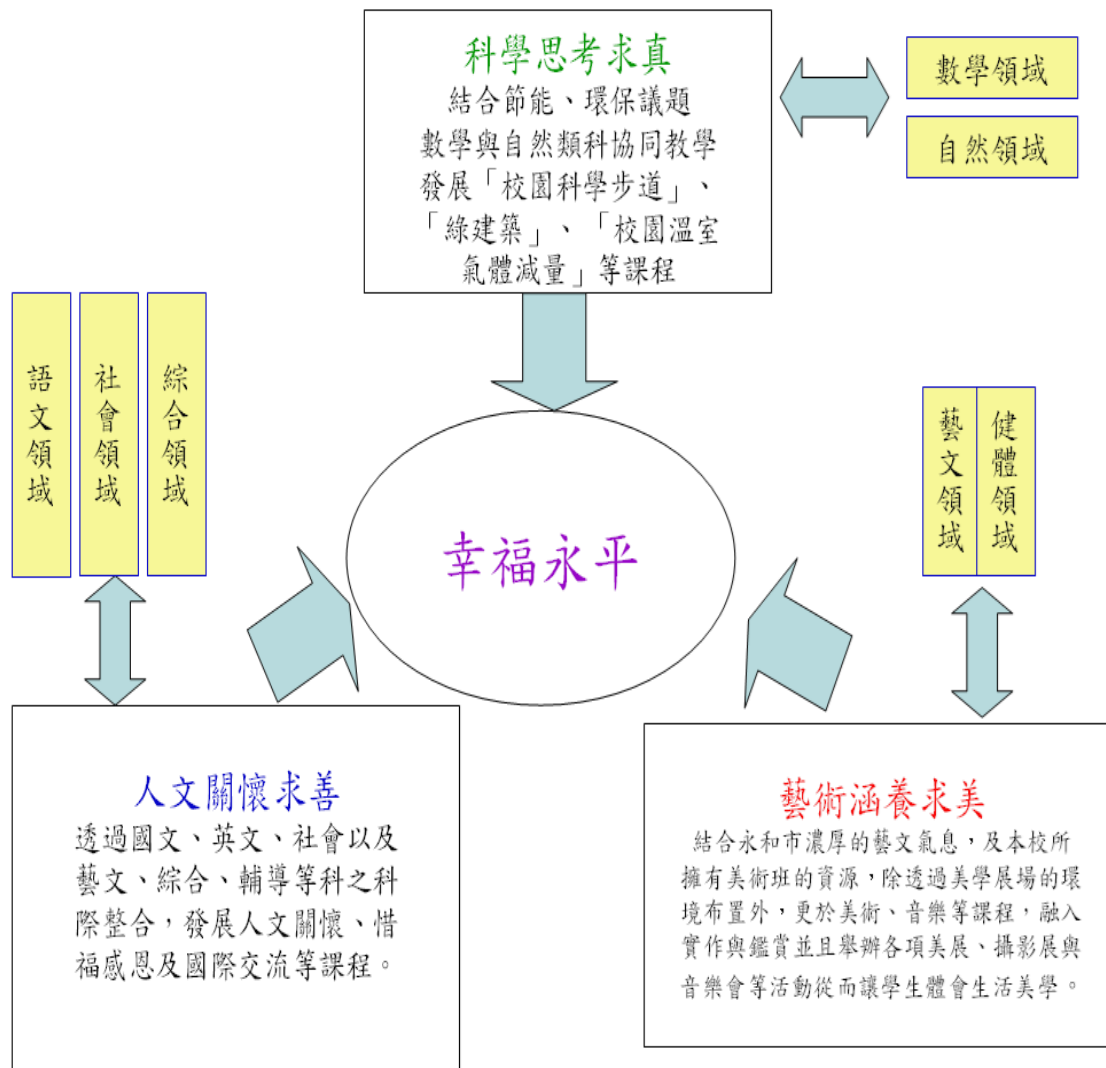 科學思考求真
結合節能、環保議題
數學與自然類科協同教學
發展「校園科學步道」、
「綠建築」、「校園溫室
氣體減量」等課程
數學領域
自然領域
語文領域
社會領域
綜合領域
藝文領域
健體領域
幸福永平
人文關懷求善
透過國文、英文、社會以及
藝文、綜合、輔導等科之科
際整合，發展人文關懷、惜
福感恩及國際交流等課程。
藝術涵養求美
結合永和市濃厚的藝文氣息，及本校所
擁有美術班的資源，除透過美學展場的環
境布置外，更於美術、音樂等課程，融入
實作與鑑賞並且舉辦各項美展、攝影展與
音樂會等活動從而讓學生體會生活美學。